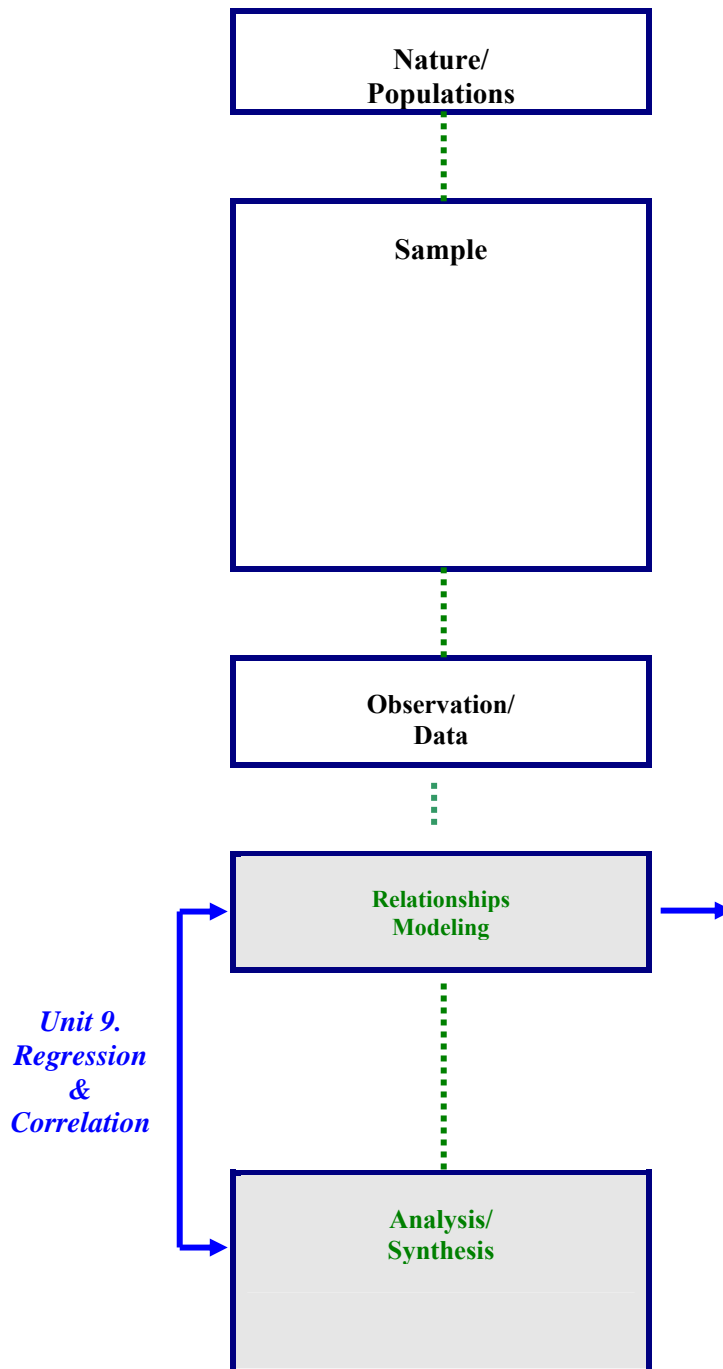 Nature/
Populations
Sample
Observation/
Data
Relationships
Modeling
Unit 9.
Regression
&
Correlation
Analysis/
Synthesis